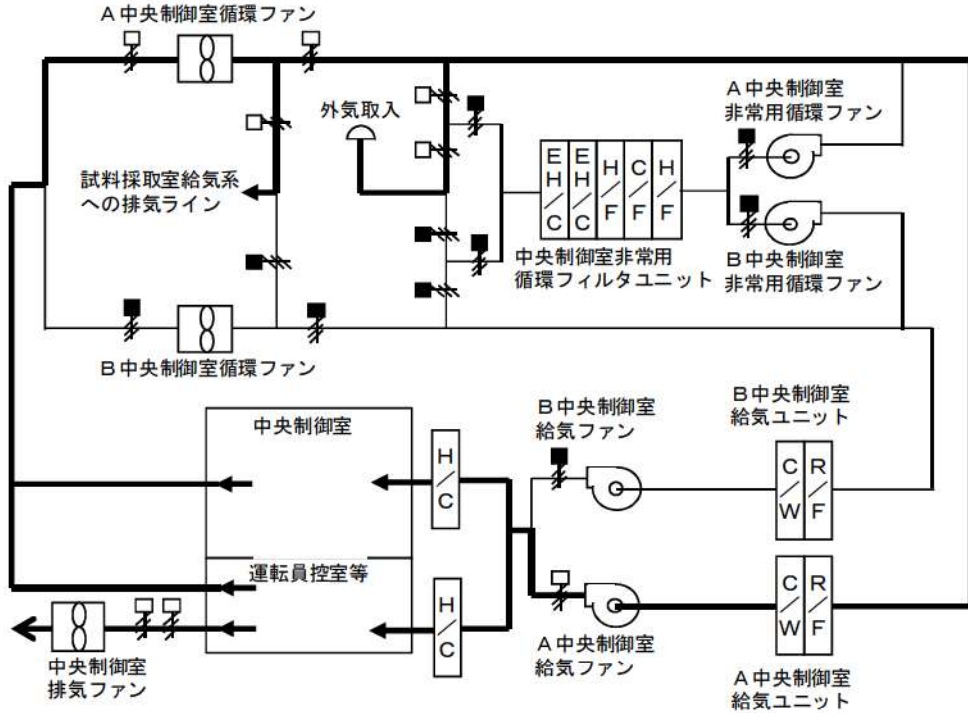 A中央制御室循環ファン
外気取入
A中央制御室
非常用循環ファン
試料採取室給気系
への排気ライン
EH/C
EH/C
H/F
C/F
H/F
中央制御室非常用
循環フィルタユニット
B中央制御室
非常用循環ファン
B中央制御室循環ファン
中央制御室
H/C
B中央制御室
給気ファン
B中央制御室
給気ユニット
C/W
R/F
運転員控室等
H/C
A中央制御室
給気ファン
C/W
R/F
A中央制御室
給気ユニット
中央制御室
排気ファン